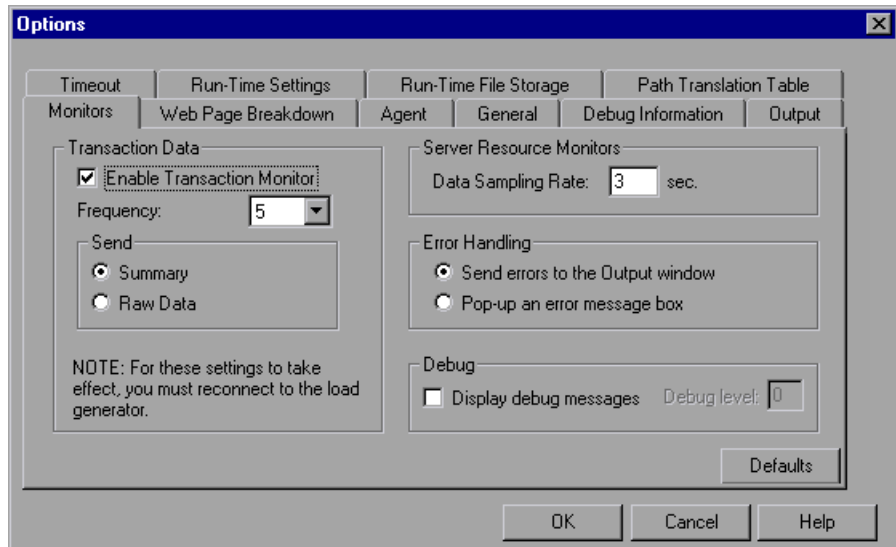 Options
Timeout Run-Time Settings Run-Time File Storage Path Translation Table
Monitors Web Page Breakdown Agent General Debug Information Output
Transaction Data
Enable Transaction Monitor
Frequency: 5
Send
Summary
Raw Data
NOTE: For these settings to take
effect, you must reconnect to the load
generator.
Server Resource Monitors
Data Sampling Rate: 3 sec.
Error Handling
Send errors to the Output window
Pop-up an error message box
Debug
Display debug messages Debug level: 0
Defaults
OK Cancel Help